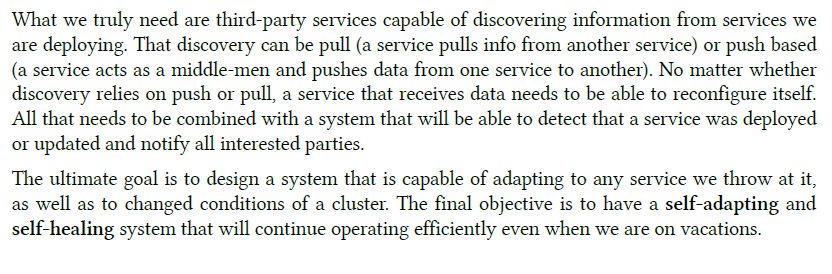 What we truly need are third-party services capable of discovering information from services we
are deploying. That discovery can be pull (a service pulls info from another service) or push based
(a service acts as a middle-men and pushes data from one service to another). No matter whether
discovery relies on push or pull, a service that receives data needs to be able to reconfigure itself.
All that needs to be combined with a system that will be able to detect that a service was deployed
or updated and notify all interested parties.
The ultimate goal is to design a system that is capable of adapting to any service we throw at it,
as well as to changed conditions of a cluster. The final objective is to have a self-adapting and
self-healing system that will continue operating efficiently even when we are on vacations.